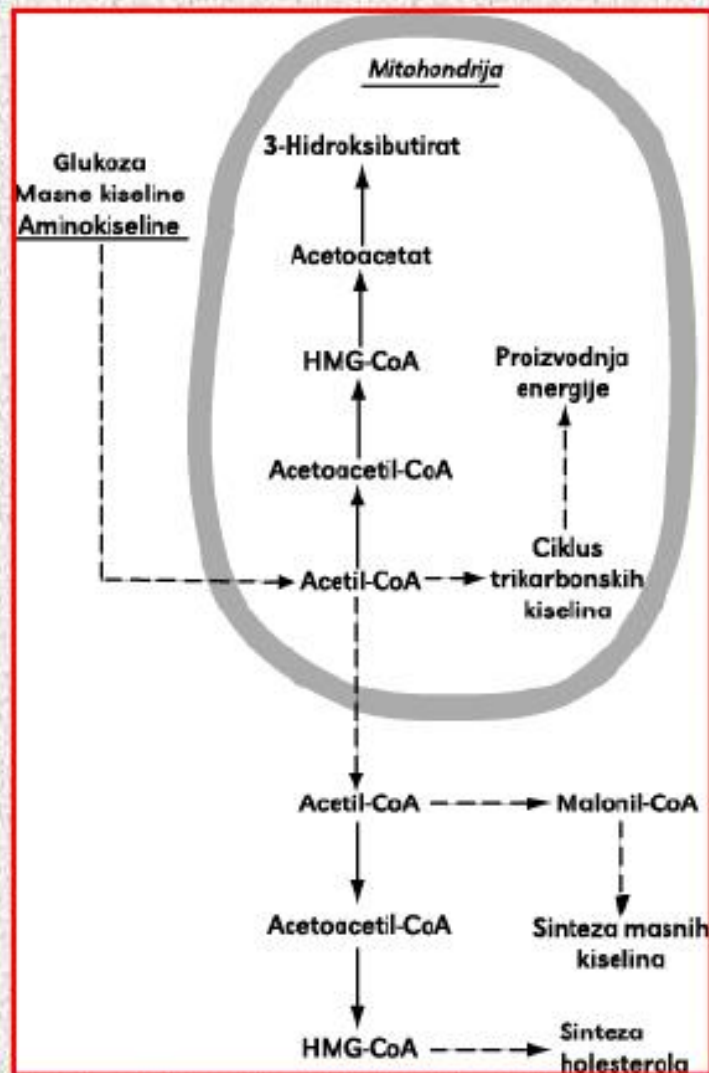 Mitohondrija
3-Hidroksibutirat
Glukoza
Masne kiseline
Aminokiseline
Acetoacetat
HMG-CoA
Proizvodnja
energije
Acetoacetil-CoA
Acetil-CoA
Ciklus
trikarbonskih
kiselina
Acetil-CoA
Malonil-CoA
Acetoacetil-CoA
Sinteza masnih
kiselina
HMG-CoA
Sinteza
holesterola